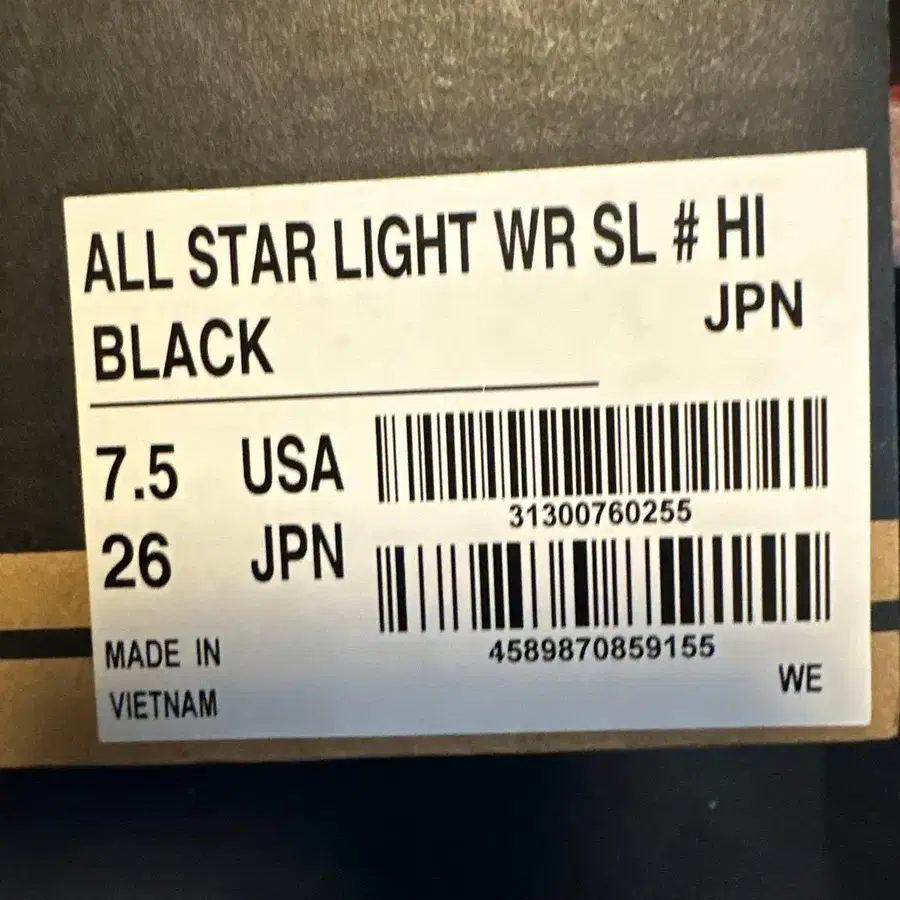 ALL STAR LIGHT WR SL # HI
JPN
BLACK
7.5 USA
26 JPN
31300760255
4589870859155
MADE IN
VIETNAM
WE